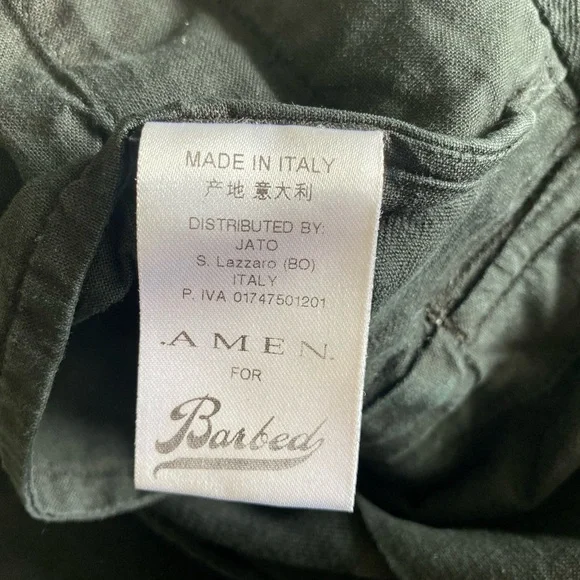 MADE IN ITALY
产地 意大利
DISTRIBUTED BY:
JATO
S. Lazzaro (BO)
ITALY
P. IVA 01747501201
.AMEN.
FOR
Barbed